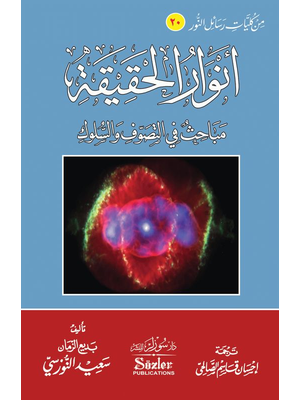 من كليات رسائل النور
٢٠
أنوار الحقيقة
مباحث في التصوف والسلوك
تأليف
بديع الزمان
سعيد النورسي
دار سوزلر للنشر
Sözler
PUBLICATIONS
ترجمة
إحسان قاسم الصالحي